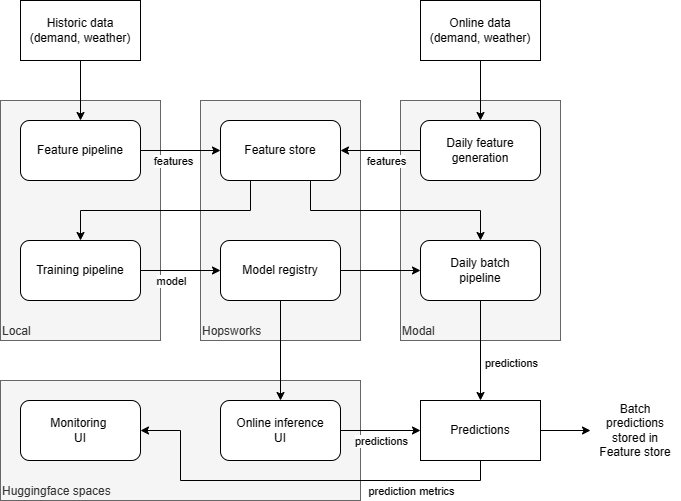 Historic data
(demand, weather)
Online data
(demand, weather)
Feature pipeline
features
Feature store
features
Daily feature
generation
Training pipeline
model
Model registry
Daily batch
pipeline
Local
Hopsworks
Modal
predictions
Monitoring
UI
Online inference
UI
predictions
Predictions
Batch
predictions
stored in
Feature store
Huggingface spaces
prediction metrics